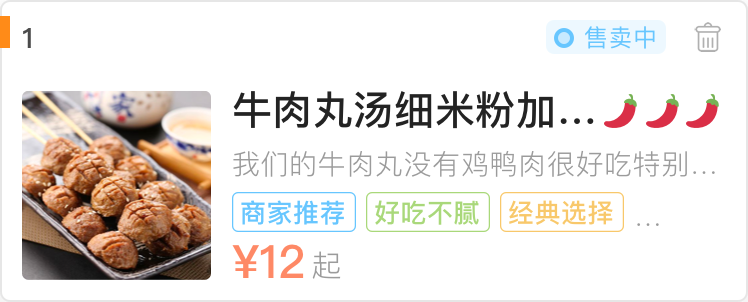 1
售卖中
牛肉丸汤细米粉加...🌶️🌶️🌶️
我们的牛肉丸没有鸡鸭肉很好吃特别...
商家推荐 好吃不腻 经典选择 ...
¥12 起